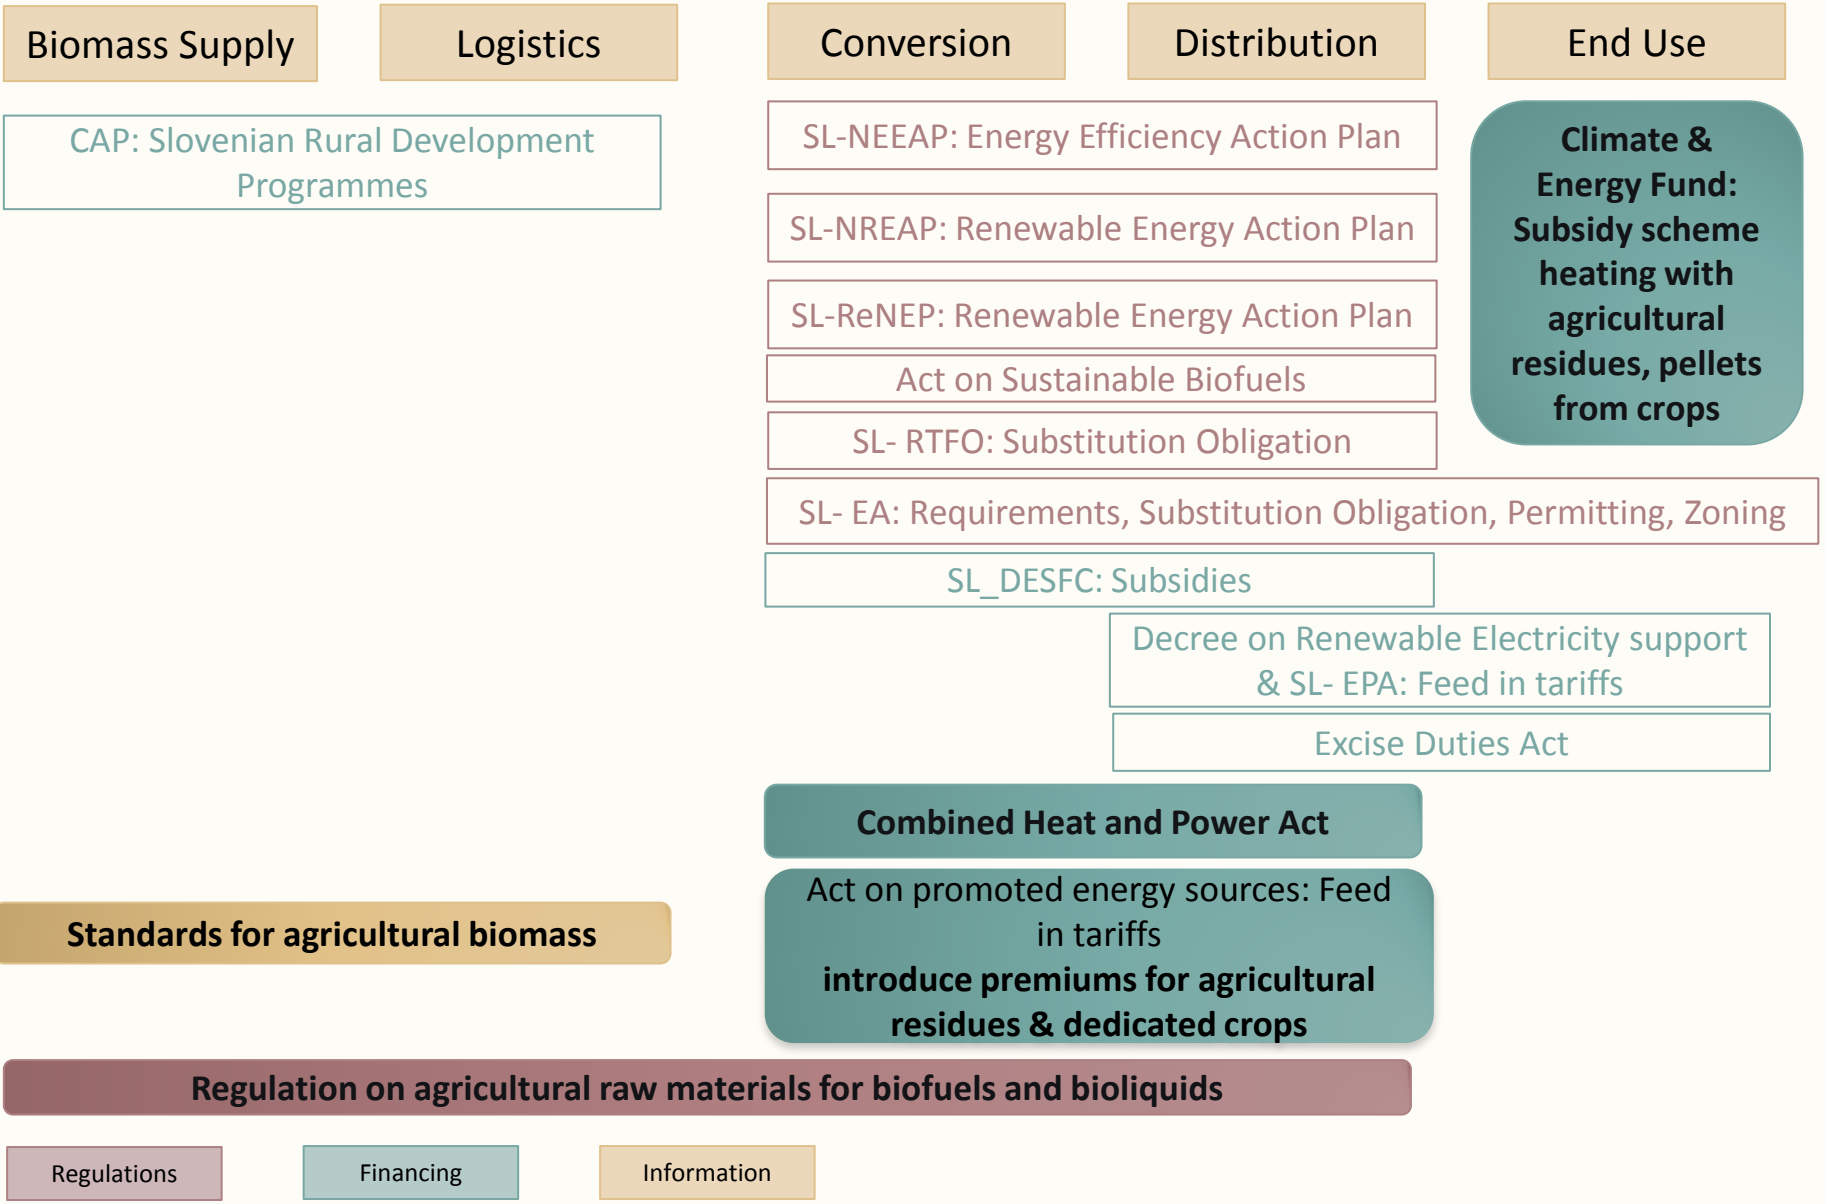 Biomass Supply
Logistics
Conversion
Distribution
End Use
CAP: Slovenian Rural Development
Programmes
SL-NEEAP: Energy Efficiency Action Plan
SL-NREAP: Renewable Energy Action Plan
SL-ReNEP: Renewable Energy Action Plan
Act on Sustainable Biofuels
SL- RTFO: Substitution Obligation
Climate &
Energy Fund:
Subsidy scheme
heating with
agricultural
residues, pellets
from crops
SL- EA: Requirements, Substitution Obligation, Permitting, Zoning
SL_DESFC: Subsidies
Decree on Renewable Electricity support
& SL- EPA: Feed in tariffs
Excise Duties Act
Combined Heat and Power Act
Standards for agricultural biomass
Act on promoted energy sources: Feed
in tariffs
introduce premiums for agricultural
residues & dedicated crops
Regulation on agricultural raw materials for biofuels and bioliquids
Regulations
Financing
Information